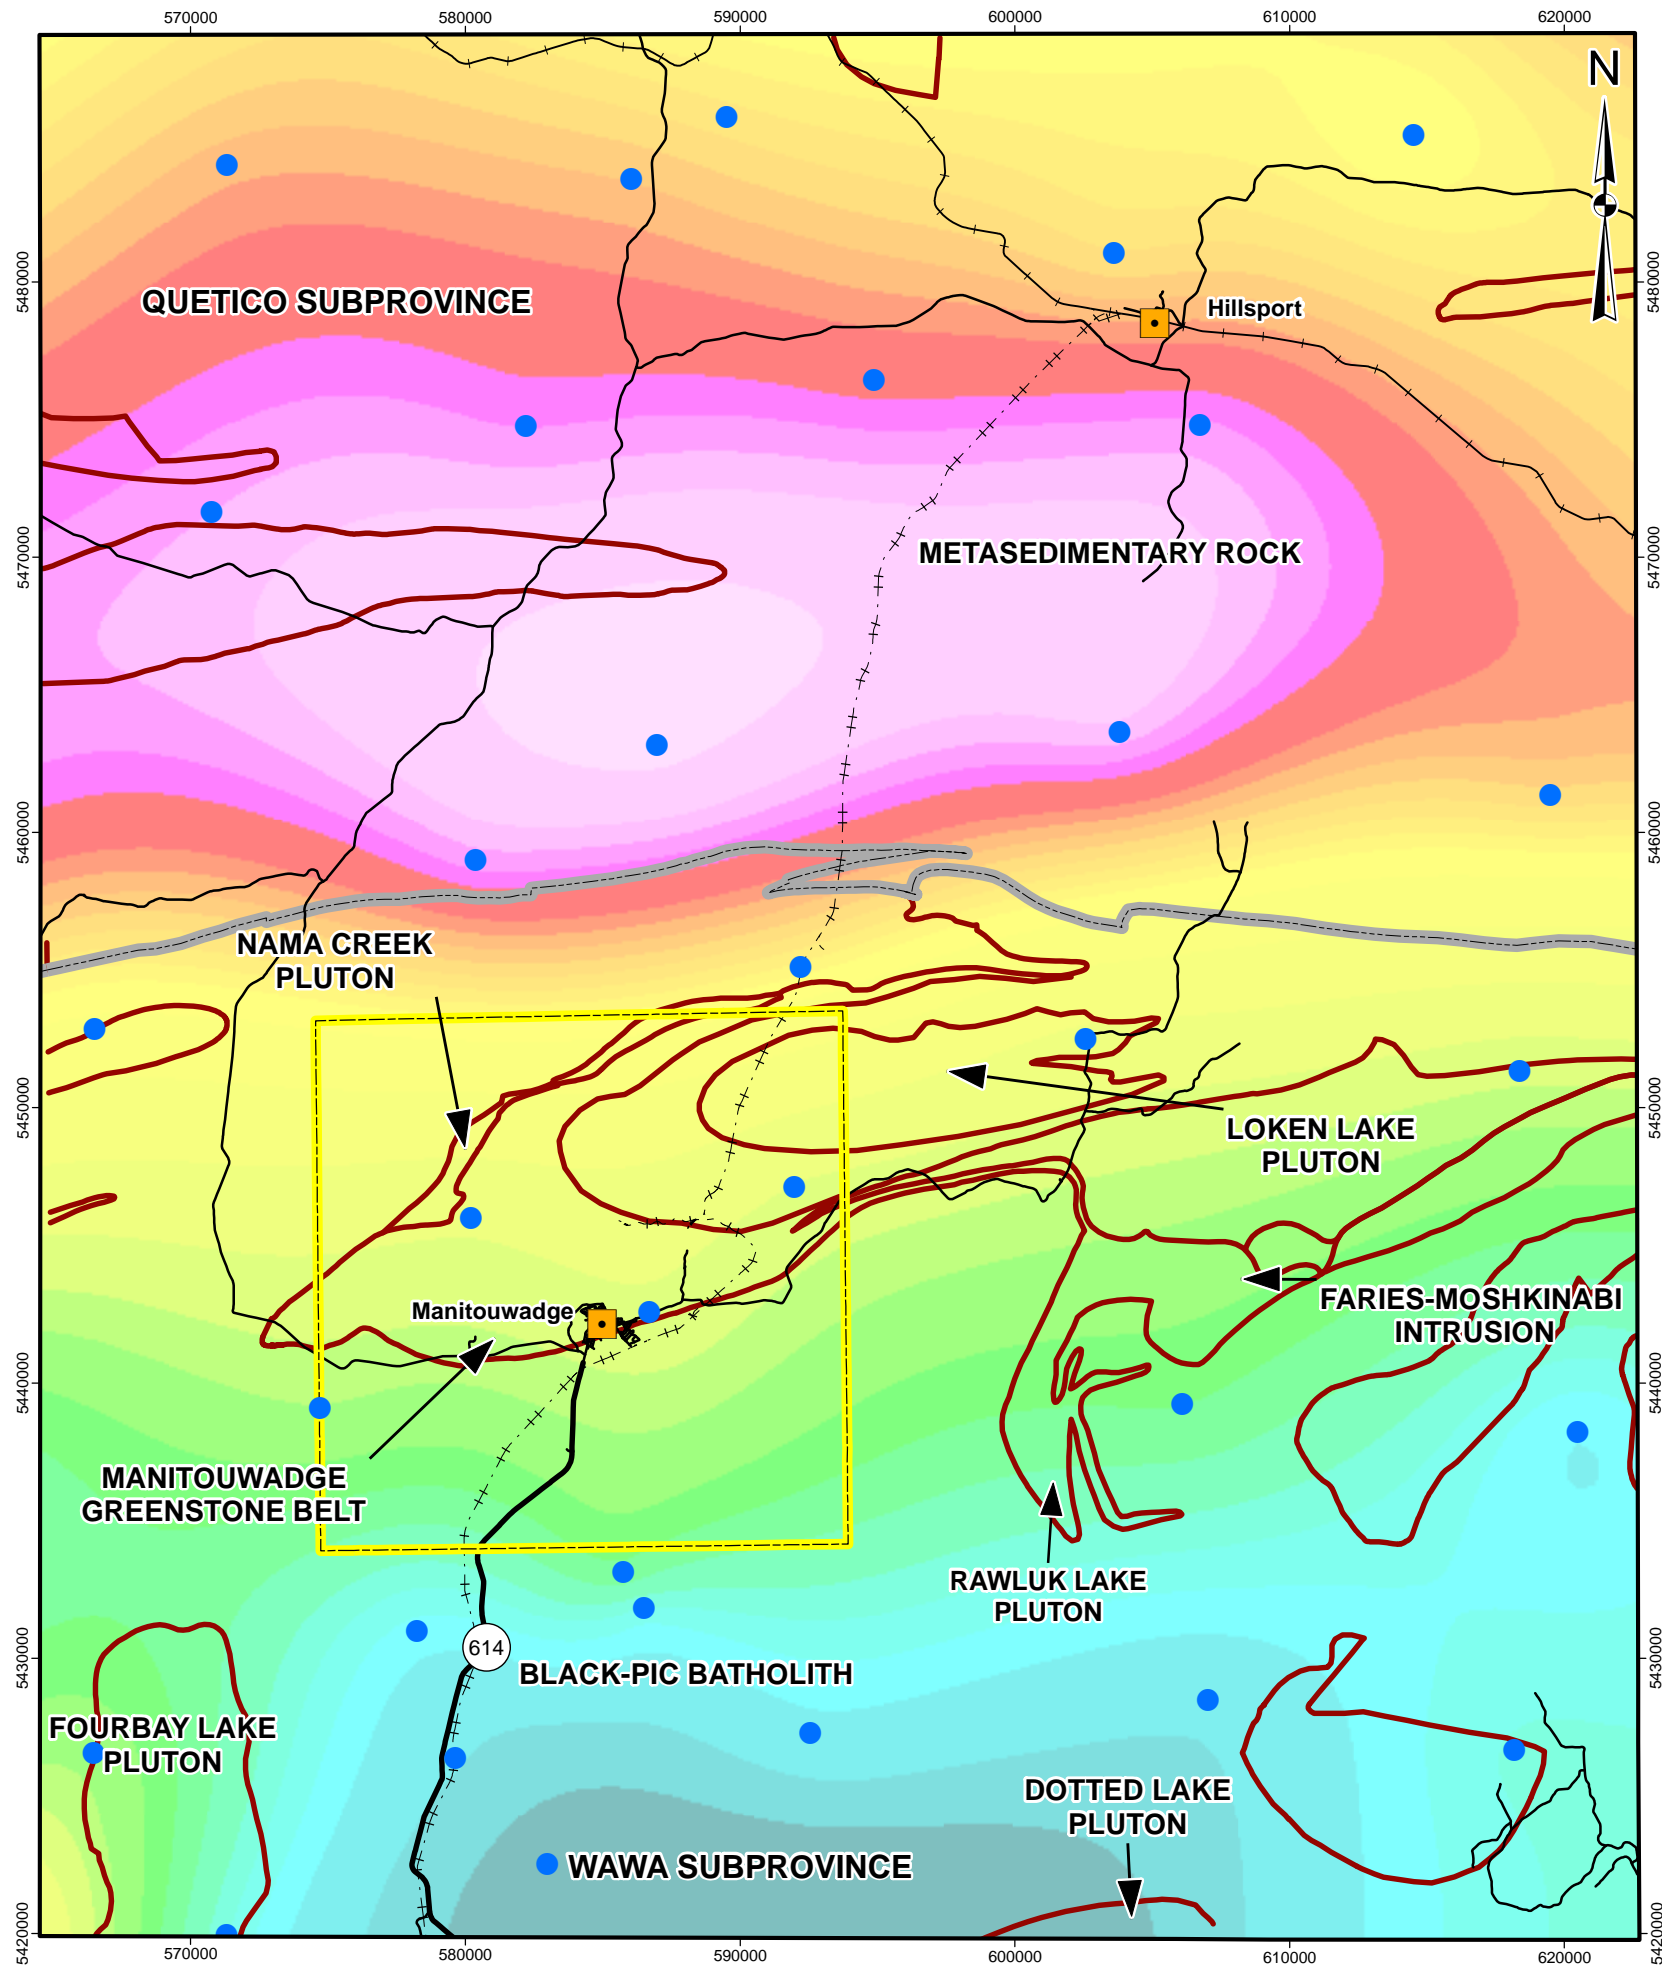 570000 580000 590000 600000 610000 620000
N
5480000 5480000
QUETICO SUBPROVINCE
Hillsport
5470000 5470000
METASEDIMENTARY ROCK
5460000 5460000
NAMA CREEK
PLUTON
5450000 5450000
LOKEN LAKE
PLUTON
Manitouwadge
FARIES-MOSHKINABI
INTRUSION
5440000 5440000
MANITOUWADGE
GREENSTONE BELT
RAWLUK LAKE
PLUTON
5430000 5430000
614
BLACK-PIC BATHOLITH
FOURBAY LAKE
PLUTON
DOTTED LAKE
PLUTON
WAWA SUBPROVINCE
5420000 5420000
570000 580000 590000 600000 610000 620000